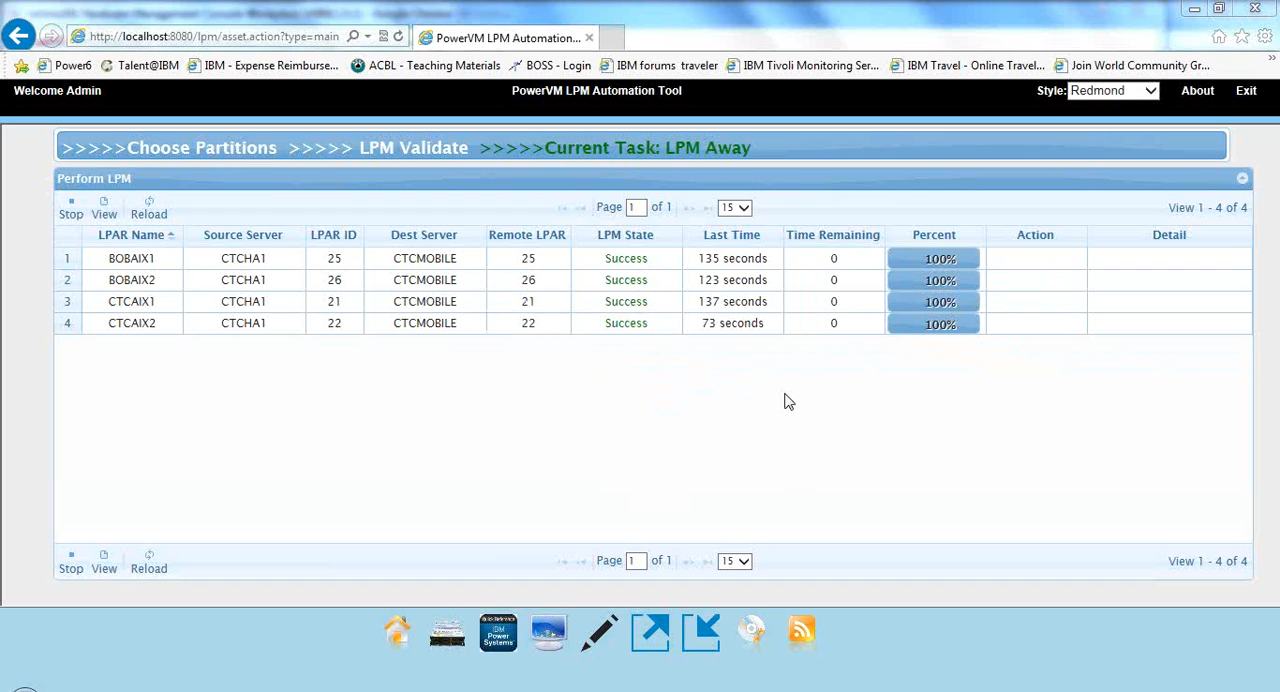 http://localhost:8080/lpm/asset.action?type=main
PowerVM LPM Automation...
Power6 Talent@IBM IBM - Expense Reimburse... ACBL - Teaching Materials BOSS - Login IBM forums traveler IBM Tivoli Monitoring Ser... IBM Travel - Online Travel... Join World Community Gr...
Welcome Admin PowerVM LPM Automation Tool Style: Redmond About Exit
>>>>>Choose Partitions >>>>> LPM Validate >>>>>Current Task: LPM Away
Perform LPM
Stop View Reload Page 1 of 1 15 View 1 - 4 of 4
LPAR Name Source Server LPAR ID Dest Server Remote LPAR LPM State Last Time Time Remaining Percent Action Detail
1 BOBAIX1 CTCHA1 25 CTCMOBILE 25 Success 135 seconds 0 100%
2 BOBAIX2 CTCHA1 26 CTCMOBILE 26 Success 123 seconds 0 100%
3 CTCAIX1 CTCHA1 21 CTCMOBILE 21 Success 137 seconds 0 100%
4 CTCAIX2 CTCHA1 22 CTCMOBILE 22 Success 73 seconds 0 100%
Stop View Reload Page 1 of 1 15 View 1 - 4 of 4
IBM
Power
Systems